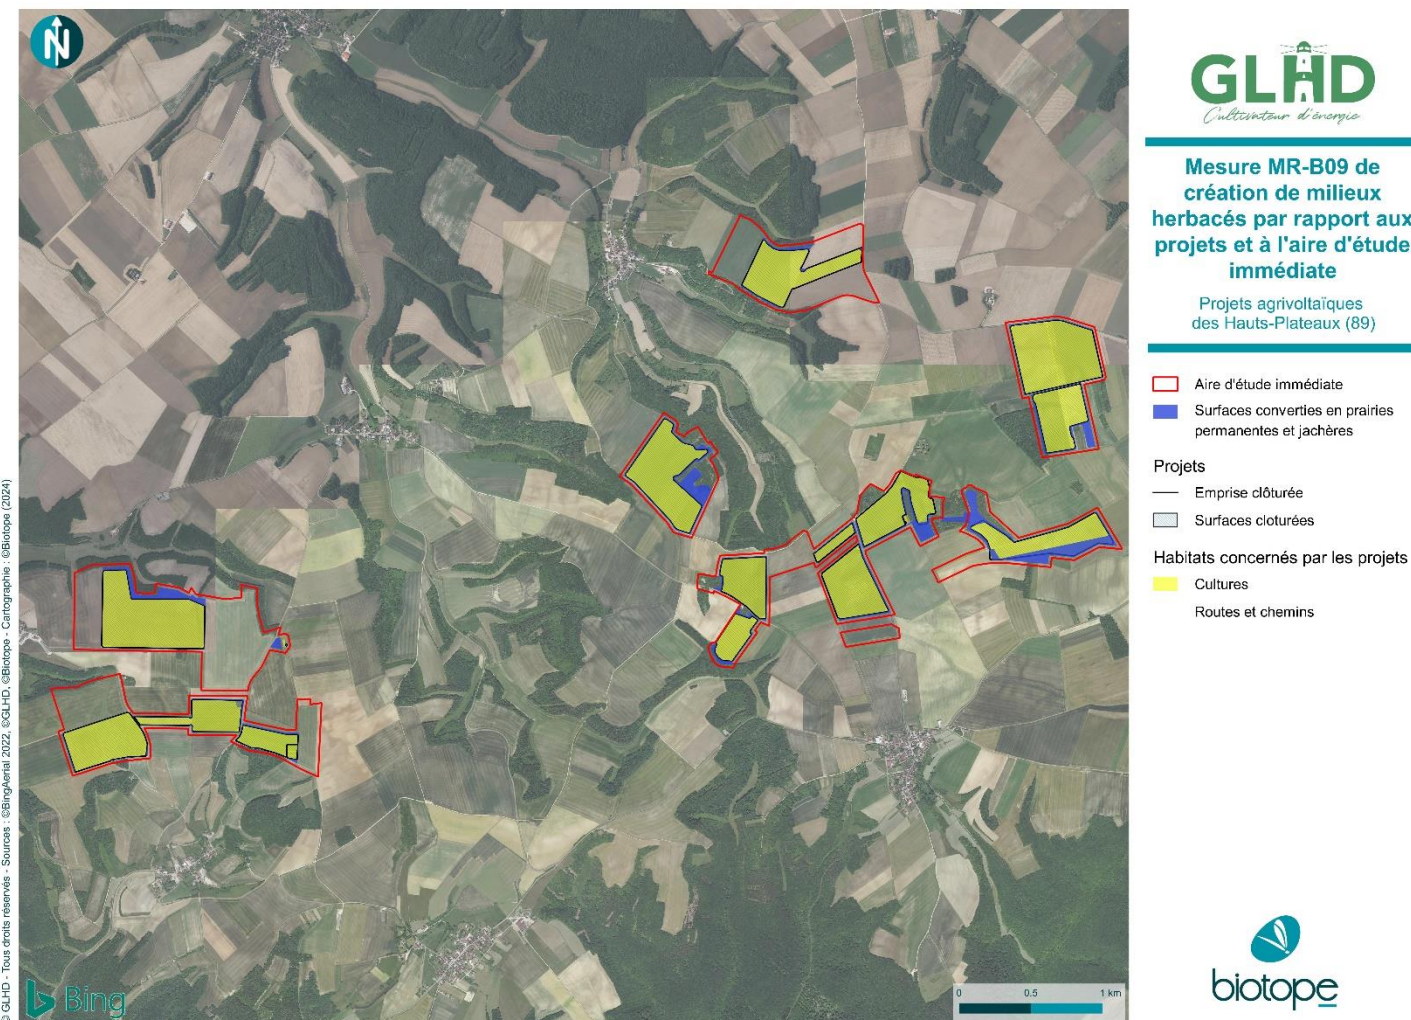 N
GLHD
Cultivateur d'énergie
Mesure MR-B09 de
création de milieux
herbacés par rapport aux
projets et à l'aire d'étude
immédiate
Projets agrivoltaïques
des Hauts-Plateaux (89)
Aire d'étude immédiate
Surfaces converties en prairies
permanentes et jachères
Projets
Emprise clôturée
Surfaces cloturées
Habitats concernés par les projets
Cultures
Routes et chemins
© GLHD - Tous droits réservés - Sources : ©BingAerial 2022, ©GLHD, ©Biotope - Cartographie : ©Biotope (2024)
Bing
0 0.5 1 km
biotope